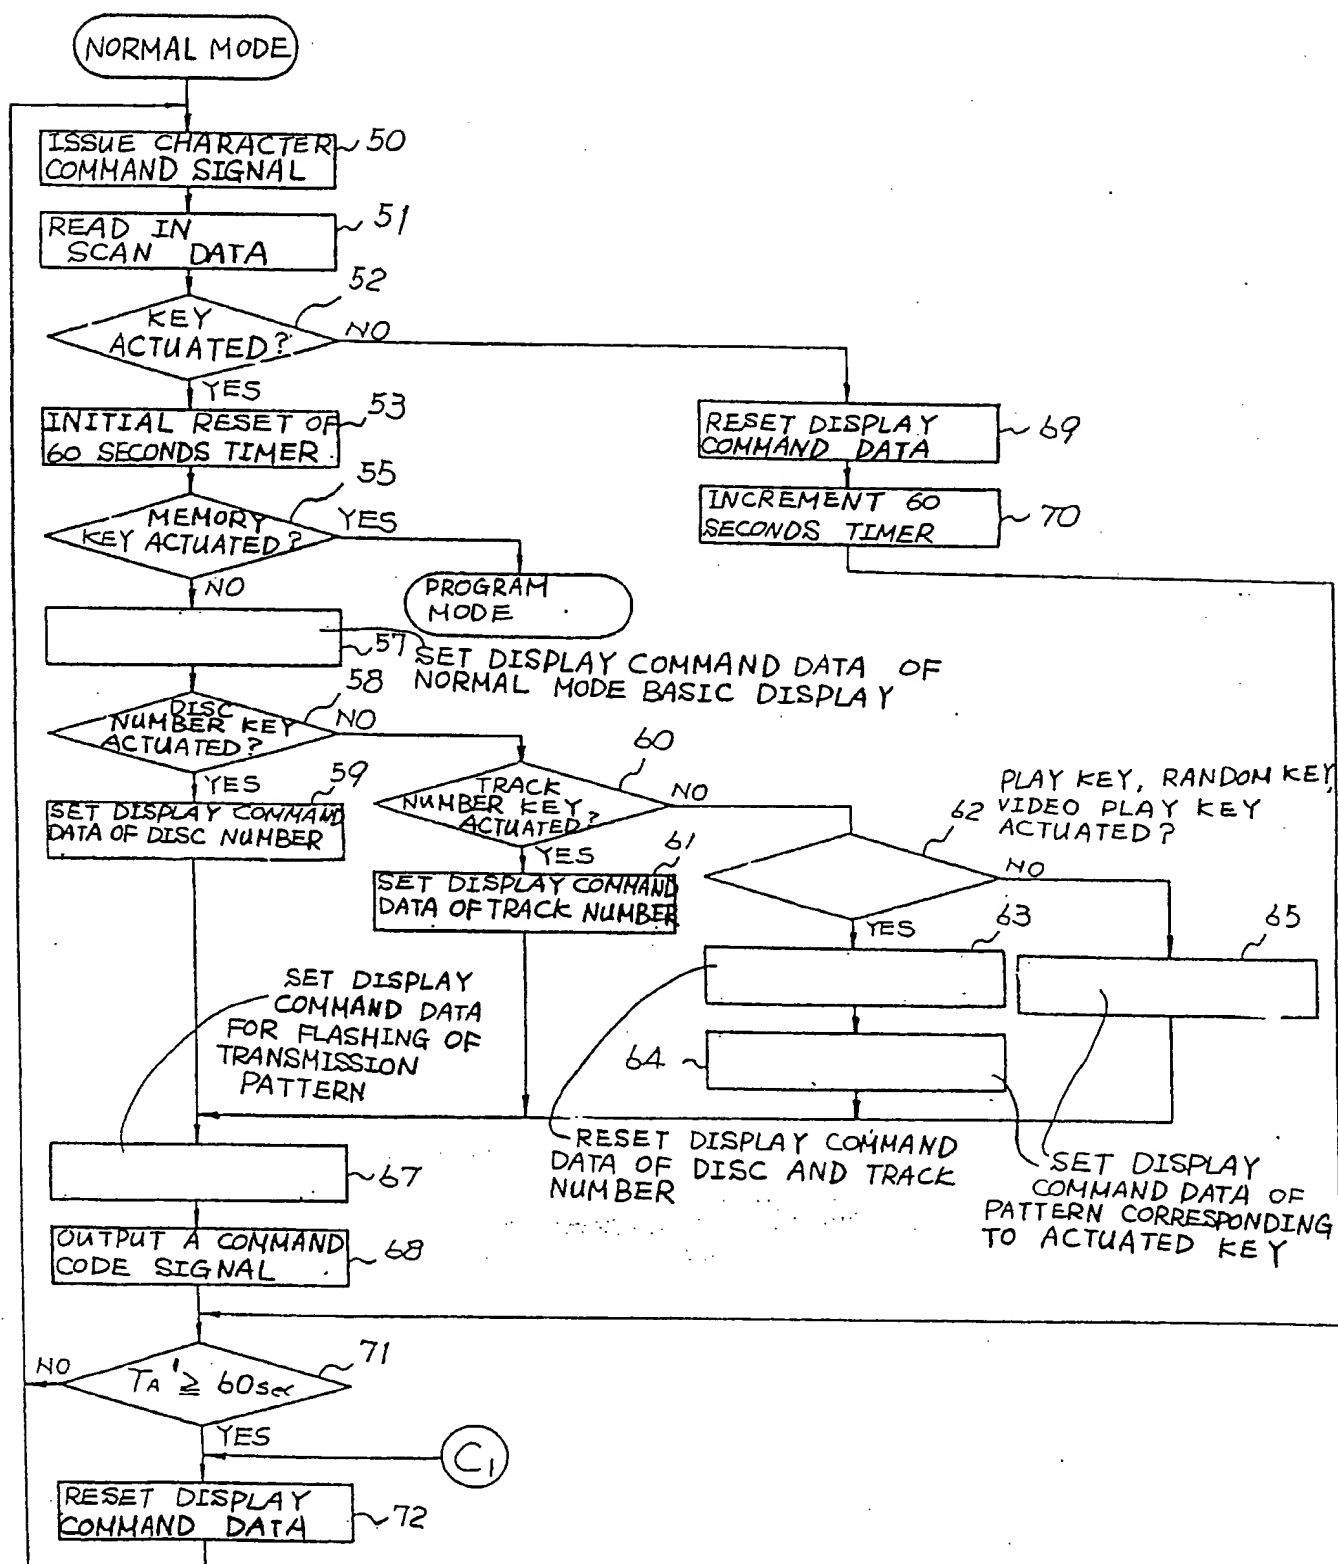 NORMAL MODE
ISSUE CHARACTER
COMMAND SIGNAL
50
READ IN
SCAN DATA
51
52
KEY
ACTUATED?
NO
YES
INITIAL RESET OF
60 SECONDS TIMER
53
RESET DISPLAY
COMMAND DATA
69
55
MEMORY
KEY ACTUATED?
YES
INCREMENT 60
SECONDS TIMER
70
NO
PROGRAM
MODE
57
SET DISPLAY COMMAND DATA OF
NORMAL MODE BASIC DISPLAY
58
DISC
NUMBER KEY
ACTUATED?
NO
YES
60
TRACK
NUMBER KEY
ACTUATED?
NO
YES
59
SET DISPLAY COMMAND
DATA OF DISC NUMBER
PLAY KEY, RANDOM KEY,
VIDEO PLAY KEY
ACTUATED?
62
NO
YES
61
SET DISPLAY COMMAND
DATA OF TRACK NUMBER
63
65
SET DISPLAY
COMMAND DATA
FOR FLASHING OF
TRANSMISSION
PATTERN
64
RESET DISPLAY COMMAND
DATA OF DISC AND TRACK
NUMBER
SET DISPLAY
COMMAND DATA OF
PATTERN CORRESPONDING
TO ACTUATED KEY
67
OUTPUT A COMMAND
CODE SIGNAL
68
71
NO
TA' ≧ 60sec
YES
C1
RESET DISPLAY
COMMAND DATA
72